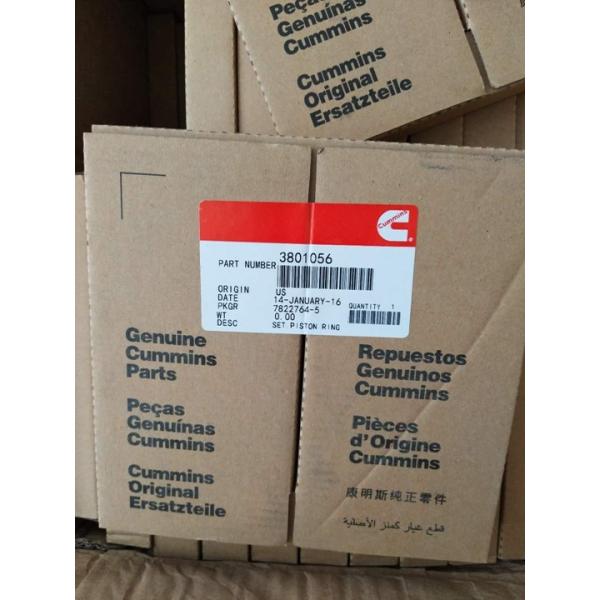 Peças
Genuínas
Cummins
Cummins
Original
Ersatzteile
Cummins
PART NUMBER 3801056
ORIGIN US
DATE 14-JANUARY-16
QUANTITY 1
PKGR 7822764-5
WT 0.00
DESC SET PISTON RING
Genuine
Cummins
Parts
Peças
Genuínas
Cummins
Cummins
Original
Ersatzteile
Repuestos
Genuinos
Cummins
Pièces
d'Origine
Cummins
康明斯纯正零件
قطع غيار كمنز الأصلية